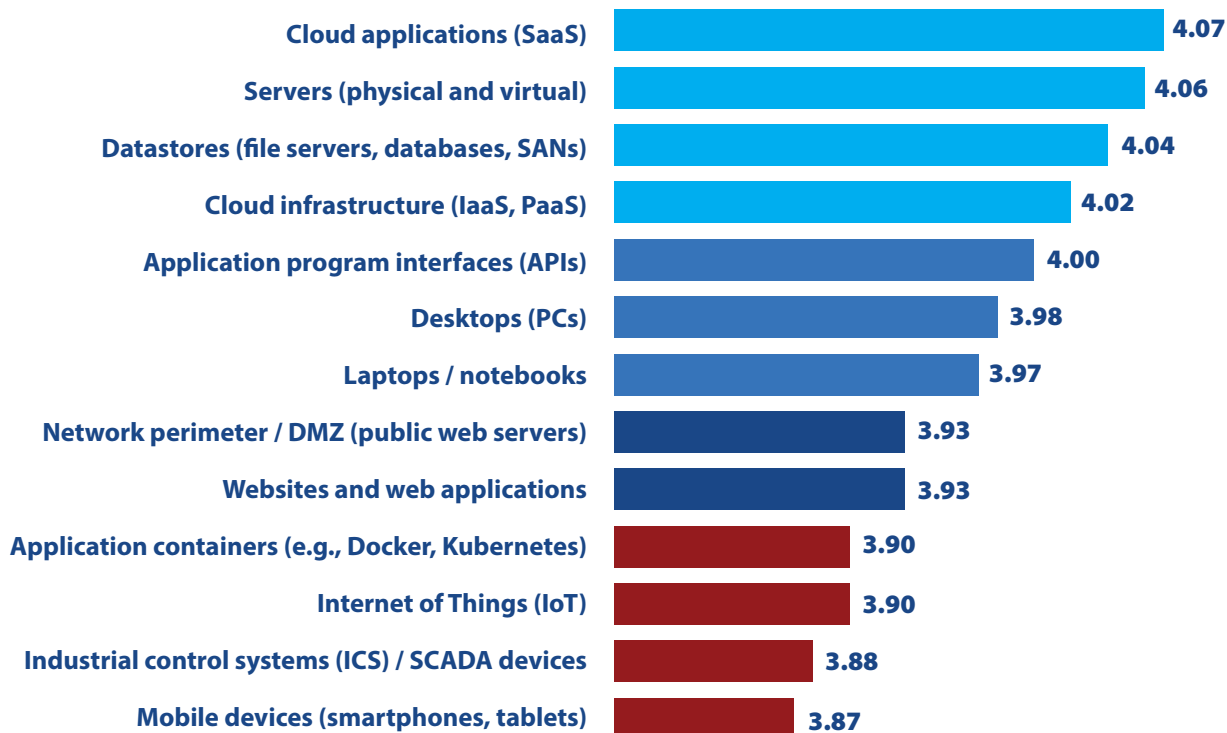 Cloud applications (SaaS) 4.07
Servers (physical and virtual) 4.06
Datastores (file servers, databases, SANs) 4.04
Cloud infrastructure (IaaS, PaaS) 4.02
Application program interfaces (APIs) 4.00
Desktops (PCs) 3.98
Laptops / notebooks 3.97
Network perimeter / DMZ (public web servers) 3.93
Websites and web applications 3.93
Application containers (e.g., Docker, Kubernetes) 3.90
Internet of Things (IoT) 3.90
Industrial control systems (ICS) / SCADA devices 3.88
Mobile devices (smartphones, tablets) 3.87